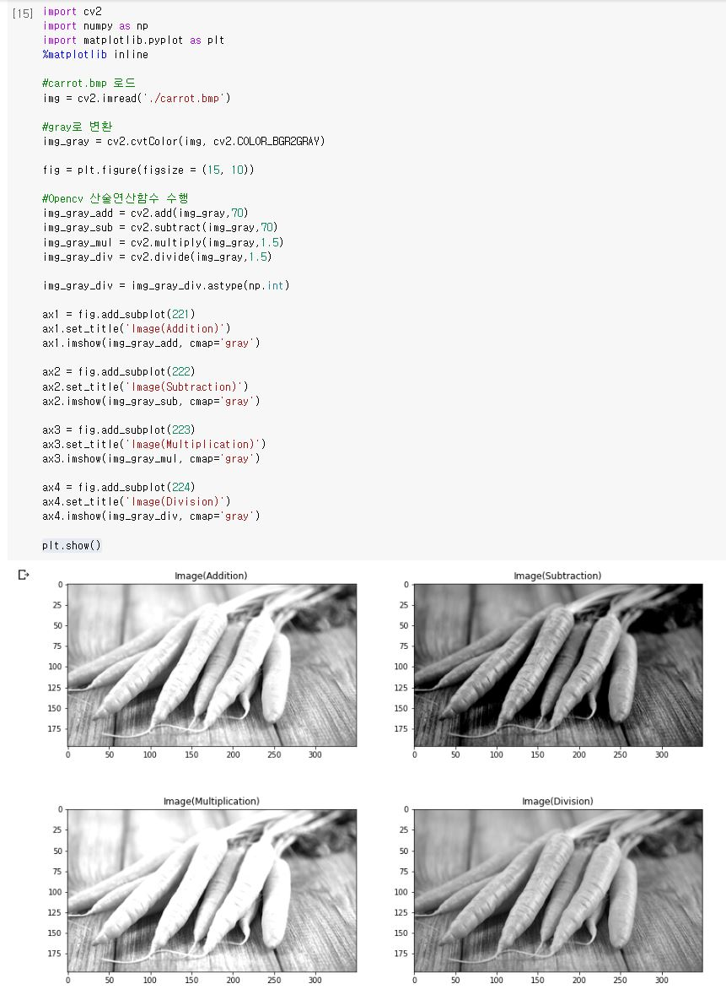 [15] import cv2
import numpy as np
import matplotlib.pyplot as plt
%matplotlib inline
#carrot.bmp 로드
img = cv2.imread('./carrot.bmp')
#gray로 변환
img_gray = cv2.cvtColor(img, cv2.COLOR_BGR2GRAY)
fig = plt.figure(figsize = (15, 10))
#Opencv 산술연산함수 수행
img_gray_add = cv2.add(img_gray,70)
img_gray_sub = cv2.subtract(img_gray,70)
img_gray_mul = cv2.multiply(img_gray,1.5)
img_gray_div = cv2.divide(img_gray,1.5)
img_gray_div = img_gray_div.astype(np.int)
ax1 = fig.add_subplot(221)
ax1.set_title('Image(Addition)')
ax1.imshow(img_gray_add, cmap='gray')
ax2 = fig.add_subplot(222)
ax2.set_title('Image(Subtraction)')
ax2.imshow(img_gray_sub, cmap='gray')
ax3 = fig.add_subplot(223)
ax3.set_title('Image(Multiplication)')
ax3.imshow(img_gray_mul, cmap='gray')
ax4 = fig.add_subplot(224)
ax4.set_title('Image(Division)')
ax4.imshow(img_gray_div, cmap='gray')
plt.show()
Image(Addition)
0
25
50
75
100
125
150
175
0 50 100 150 200 250 300
Image(Subtraction)
0
25
50
75
100
125
150
175
0 50 100 150 200 250 300
Image(Multiplication)
0
25
50
75
100
125
150
175
0 50 100 150 200 250 300
Image(Division)
0
25
50
75
100
125
150
175
0 50 100 150 200 250 300